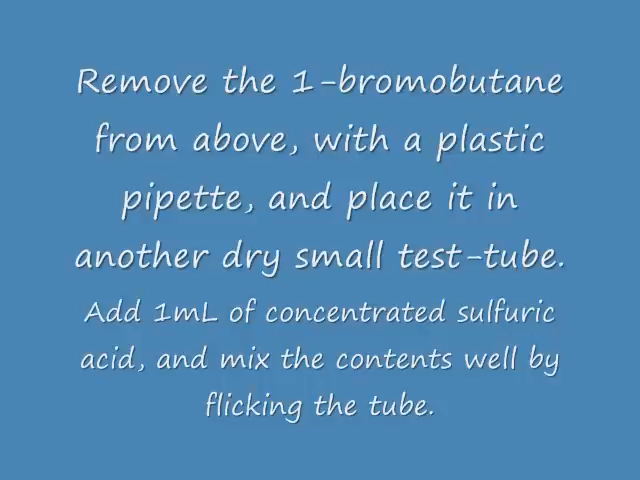 Remove the 1-bromobutane
from above, with a plastic
pipette, and place it in
another dry small test-tube.
Add 1mL of concentrated sulfuric
acid, and mix the contents well by
flicking the tube.